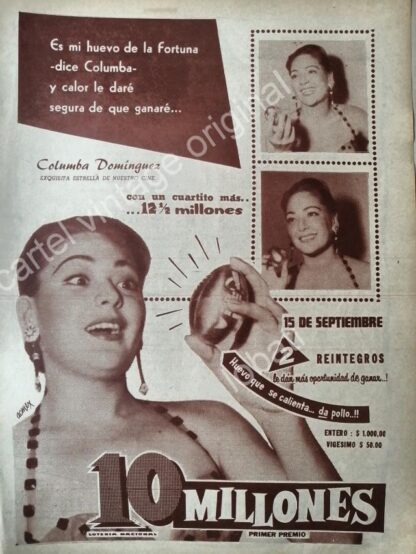 Es mi huevo de la Fortuna
-dice Columba-
y calor le daré
segura de que ganaré...
Columba Domínguez
EXQUISITA ESTRELLA DE NUESTRO CINE
con un cuartito más..
...12½ millones
15 DE SEPTIEMBRE
2
REINTEGROS
le dan más oportunidad de ganar..!
Huevo que se calienta... da pollo..!!
ENTERO : $ 1.000,00
VIGESIMO $ 50.00
10 MILLONES
LOTERIA NACIONAL
PRIMER PREMIO
cartel vintage original